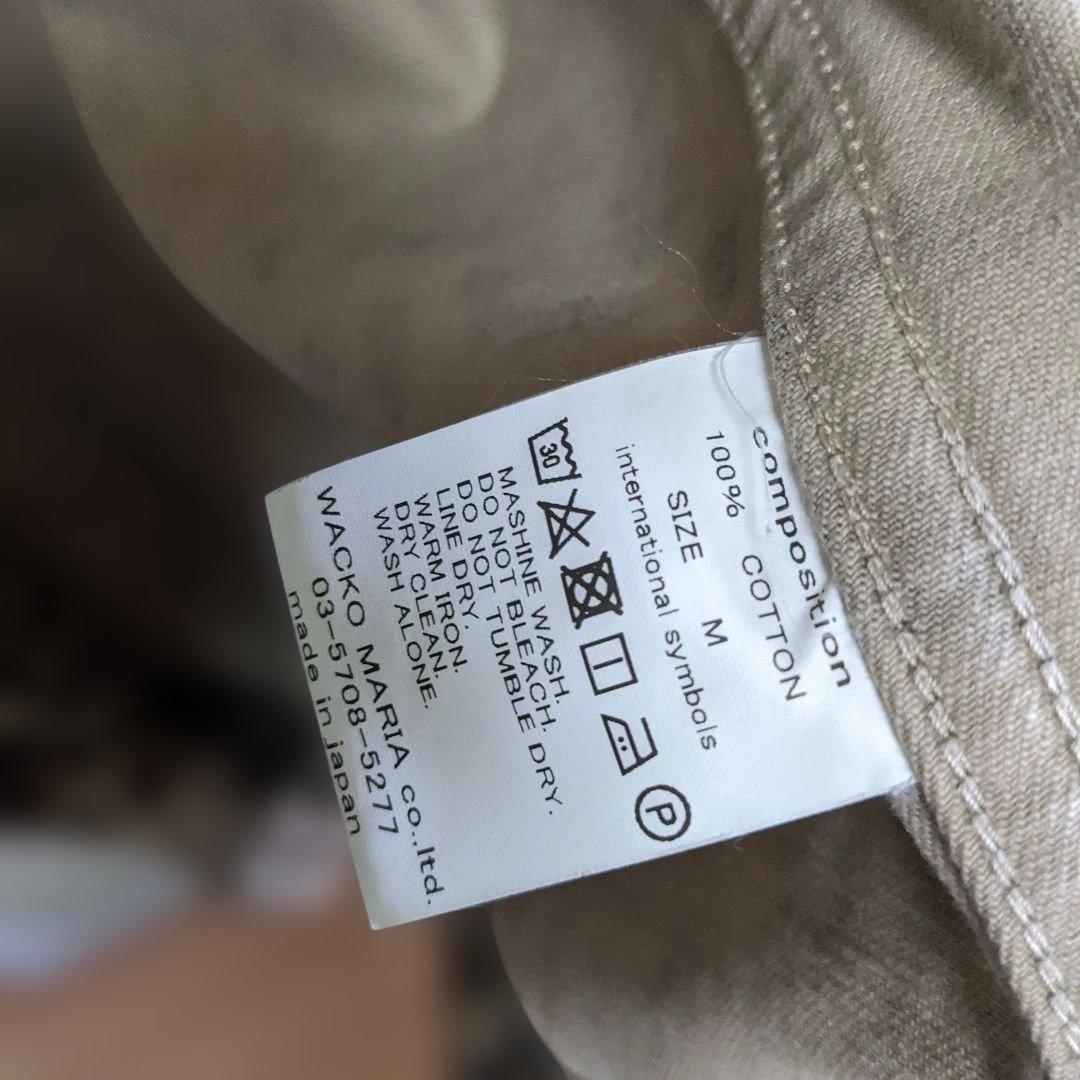 composition
100% COTTON
SIZE M
international symbols
30 P
MASHINE WASH.
DO NOT BLEACH.
DO NOT TUMBLE DRY.
LINE DRY.
WARM IRON.
DRY CLEAN.
WASH ALONE.
WACKO MARIA co.,ltd.
03-5708-5277
made in japan